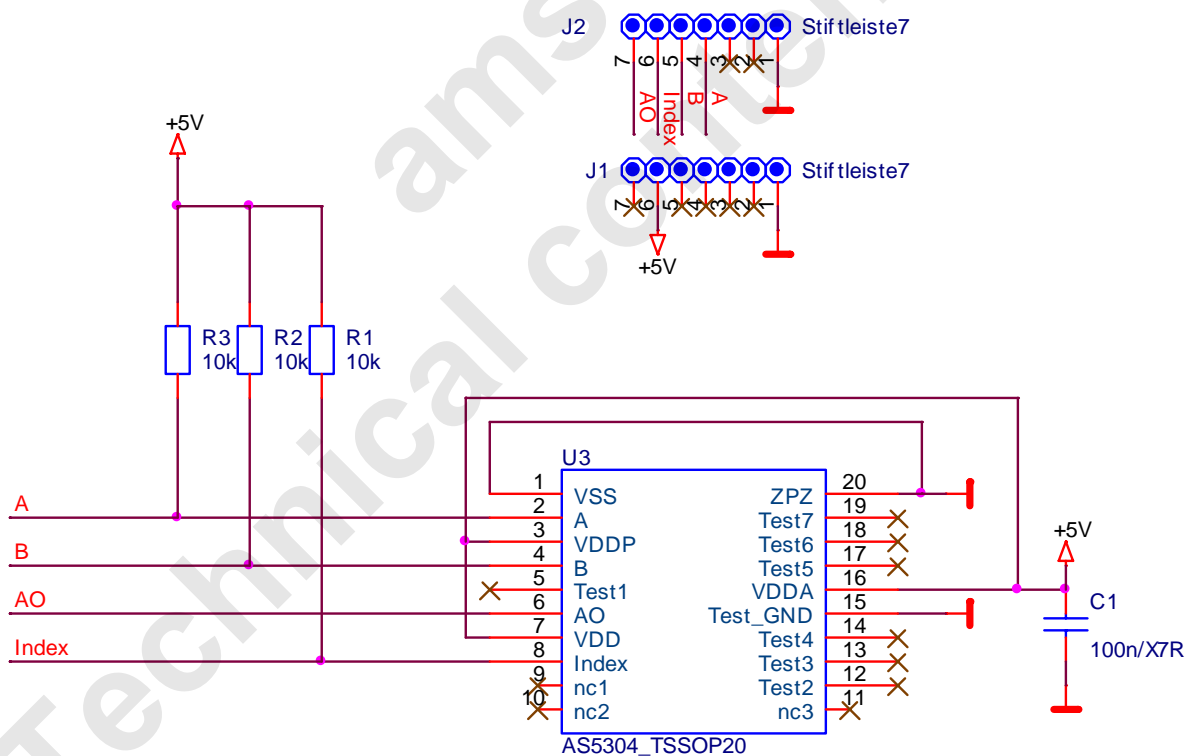 J2
Stiftleiste7
7 6 5 4 3 2 1
AO
Index
B
A
+5V
J1
Stiftleiste7
7 6 5 4 3 2 1
+5V
R3
10k
R2
10k
R1
10k
U3
A
B
AO
Index
1 VSS
2 A
3 VDDP
4 B
5 Test1
6 AO
7 VDD
8 Index
9 nc1
10 nc2
20 ZPZ
19 Test7
18 Test6
17 Test5
16 VDDA
15 Test_GND
14 Test4
13 Test3
12 Test2
11 nc3
AS5304_TSSOP20
+5V
C1
100n/X7R
ams
Technical